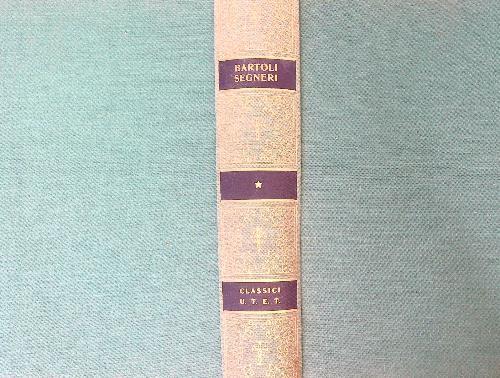 BARTOLI
SEGNERI
CLASSICI
U. T. E. T.